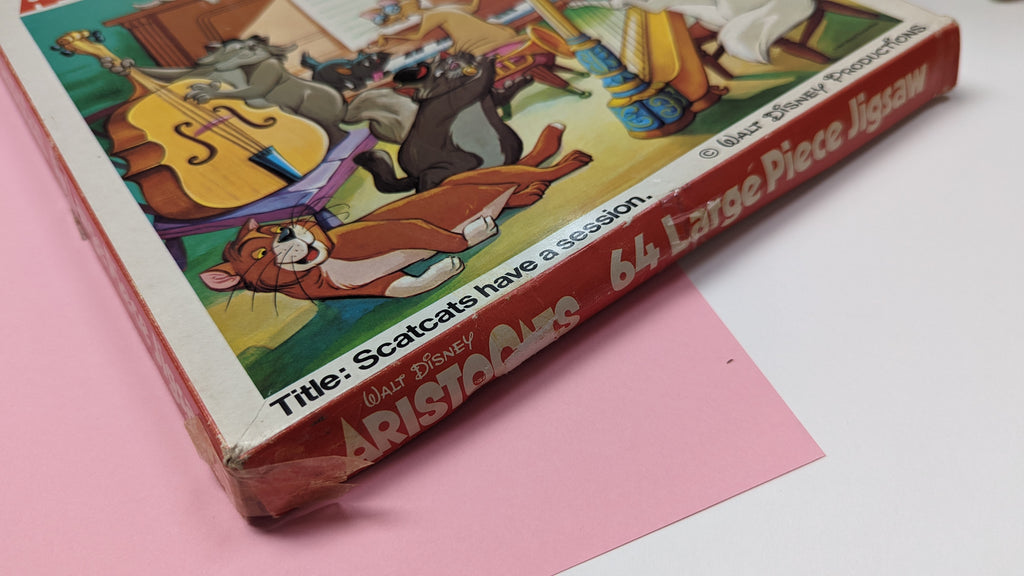 © Walt Disney Productions
Title: Scatcats have a session.
Walt Disney
ARISTOCATS
64 Large Piece Jigsaw